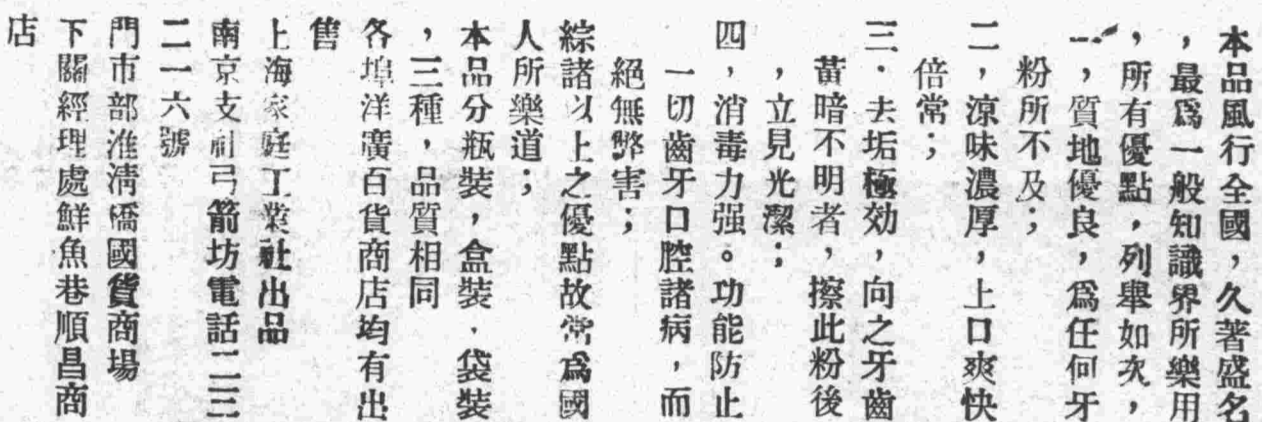 本品風行全國，久著盛名
，最爲一般知識界所樂用
，所有優點，列舉如次，
一，質地優良，爲任何牙
粉所不及；
二，涼味濃厚，上口爽快
倍常；
三．去垢極効，向之牙齒
黃暗不明者，擦此粉後
，立見光潔；
四，消毒力强。功能防止
一切齒牙口腔諸病，而
絕無弊害；
綜諸以上之優點故常爲國
人所樂道；
本品分瓶裝，盒裝．袋裝
，三種，品質相同
各埠洋廣百貨商店均有出
售
上海家庭工業社出品
南京支社弓箭坊電話二三
二一六號
門市部淮清橋國貨商場
下關經理處鮮魚巷順昌商
店